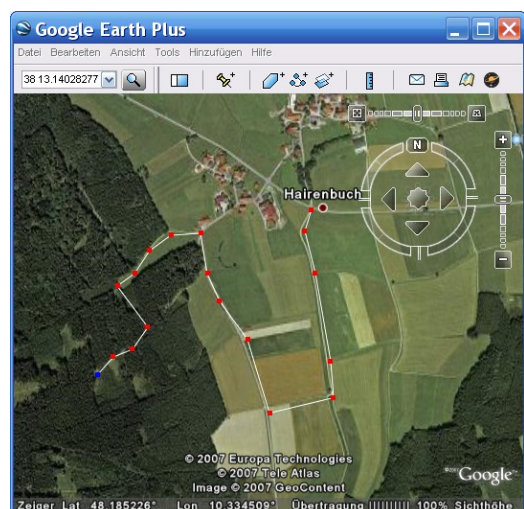 Google Earth Plus
Datei Bearbeiten Ansicht Tools Hinzufügen Hilfe
38 13.14028277
N
Hairenbuch
© 2007 Europa Technologies
© 2007 Tele Atlas
Image © 2007 GeoContent
Google
Zeiger Lat 48.185226° Lon 10.334509° Übertragung |||||||||| 100% Sichthöhe